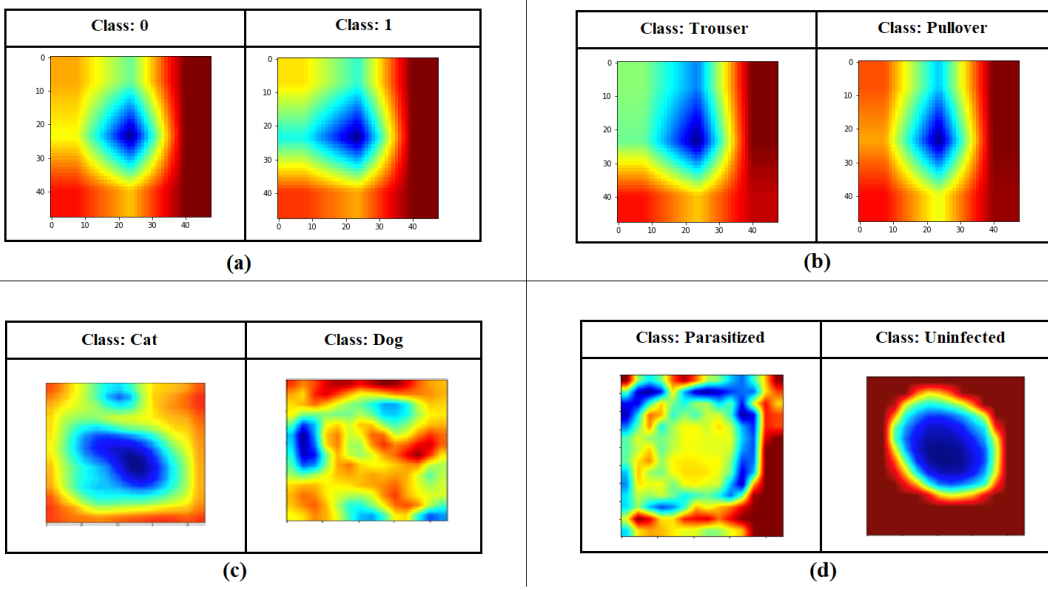 Class: 0
Class: 1
0
10
20
30
40
0 10 20 30 40
0
10
20
30
40
0 10 20 30 40
(a)
Class: Trouser
Class: Pullover
0
10
20
30
40
0 10 20 30 40
0
10
20
30
40
0 10 20 30 40
(b)
Class: Cat
Class: Dog
(c)
Class: Parasitized
Class: Uninfected
(d)